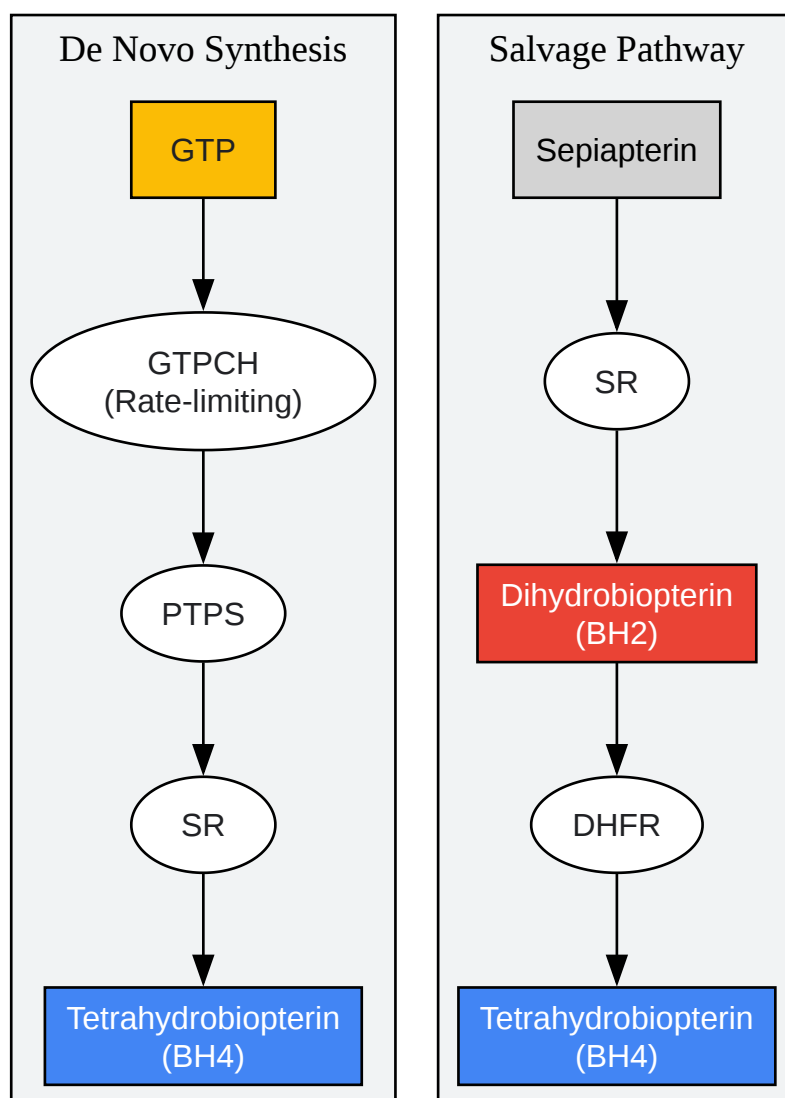 De Novo Synthesis
GTP
GTPCH
(Rate-limiting)
PTPS
SR
Tetrahydrobiopterin
(BH4)
Salvage Pathway
Sepiapterin
SR
Dihydrobiopterin
(BH2)
DHFR
Tetrahydrobiopterin
(BH4)